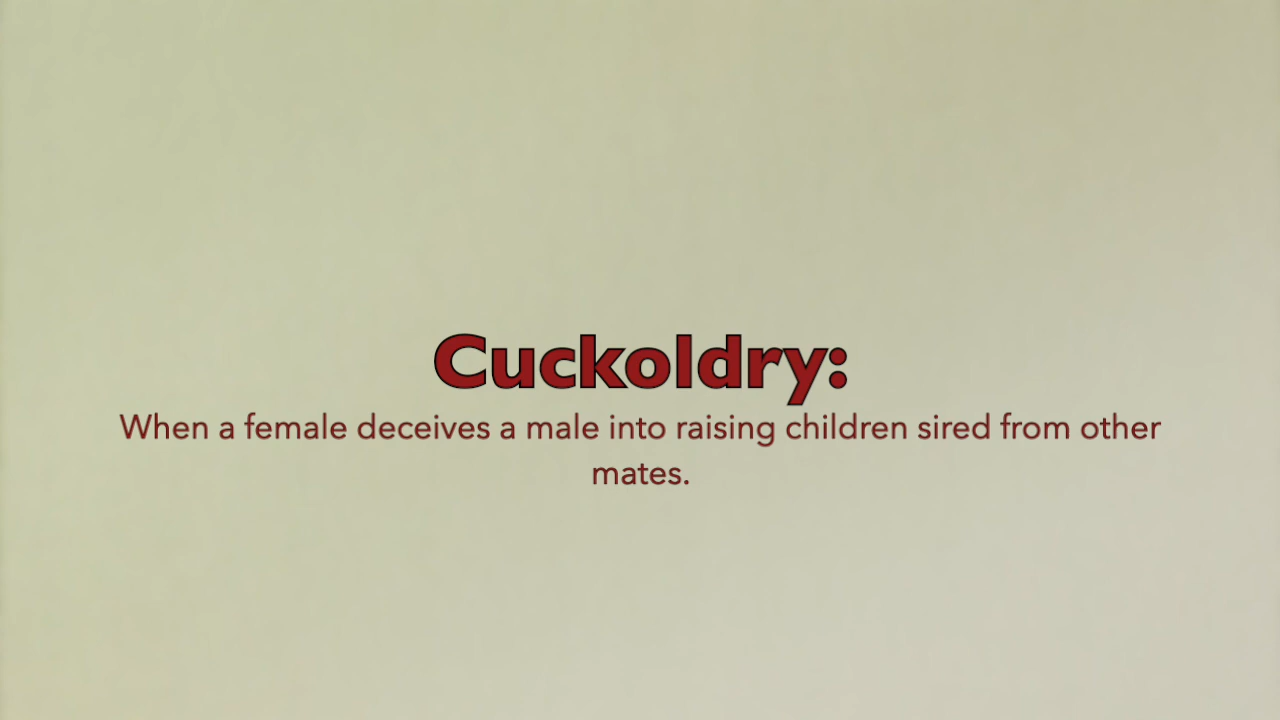 Cuckoldry:
When a female deceives a male into raising children sired from other
mates.